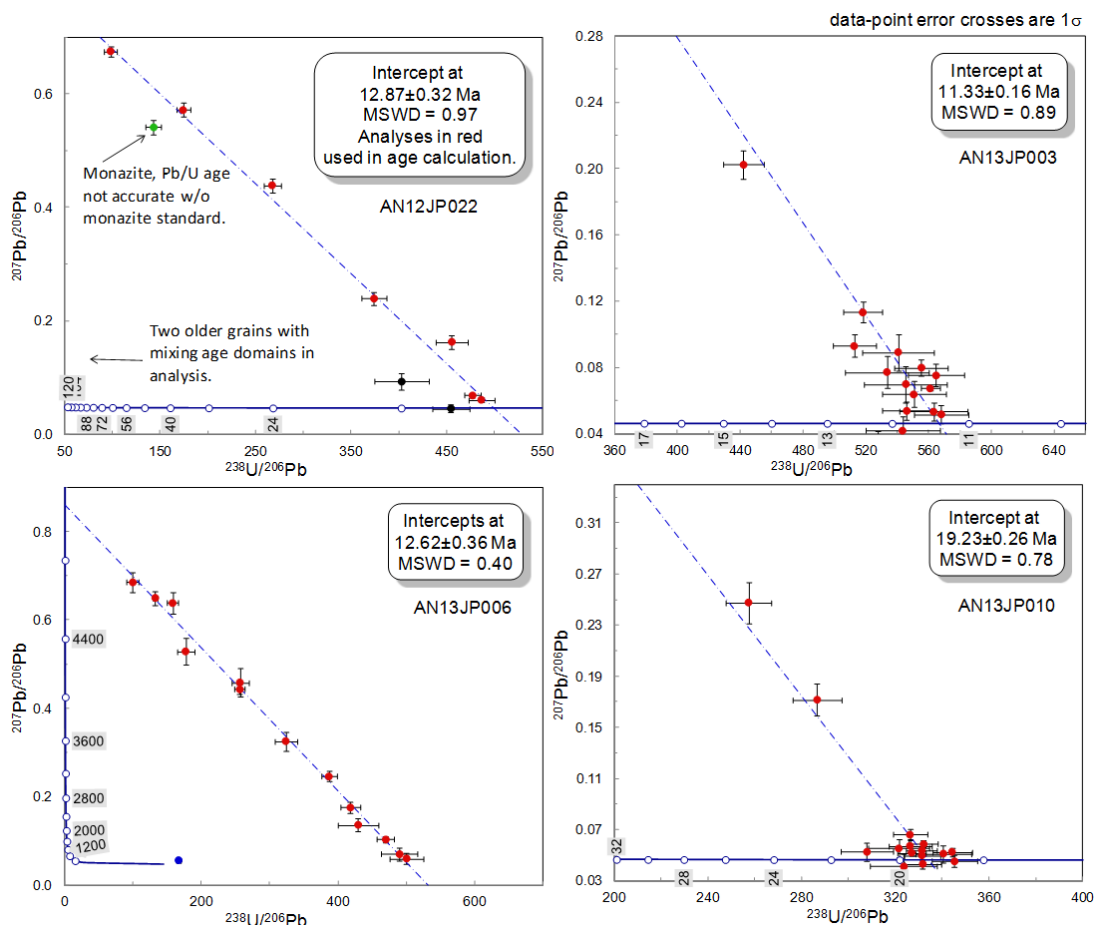 data-point error crosses are 1σ
0.6
0.4
0.2
0.0
207Pb/206Pb
Intercept at
12.87±0.32 Ma
MSWD = 0.97
Analyses in red
used in age calculation.
AN12JP022
Monazite, Pb/U age
not accurate w/o
monazite standard.
Two older grains with
mixing age domains in
analysis.
120
88
72
56
40
24
50
150
250
350
450
550
238U/206Pb
0.28
0.24
0.20
0.16
0.12
0.08
0.04
207Pb/206Pb
Intercept at
11.33±0.16 Ma
MSWD = 0.89
AN13JP003
17
15
13
11
360
400
440
480
520
560
600
640
238U/206Pb
0.8
0.6
0.4
0.2
0.0
207Pb/206Pb
Intercepts at
12.62±0.36 Ma
MSWD = 0.40
AN13JP006
4400
3600
2800
2000
1200
0
200
400
600
238U/206Pb
0.31
0.27
0.23
0.19
0.15
0.11
0.07
0.03
207Pb/206Pb
Intercept at
19.23±0.26 Ma
MSWD = 0.78
AN13JP010
32
28
24
20
200
240
280
320
360
400
238U/206Pb